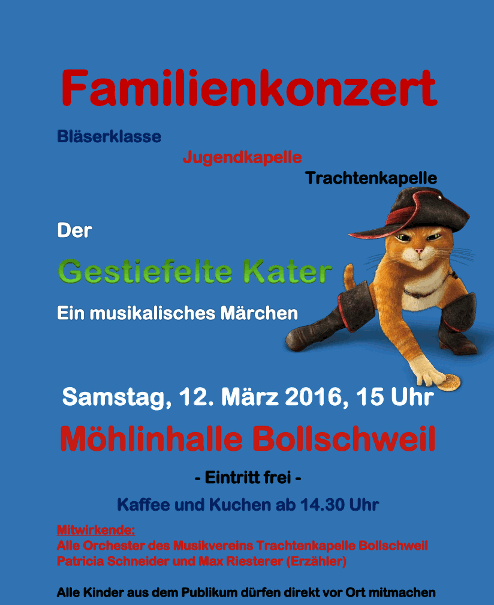 Familienkonzert
Bläserklasse
Jugendkapelle
Trachtenkapelle
Der
Gestiefelte Kater
Ein musikalisches Märchen
Samstag, 12. März 2016, 15 Uhr
Möhlinhalle Bollschweil
- Eintritt frei -
Kaffee und Kuchen ab 14.30 Uhr
Mitwirkende:
Alle Orchester des Musikvereins Trachtenkapelle Bollschweil
Patricia Schneider und Max Riesterer (Erzähler)
Alle Kinder aus dem Publikum dürfen direkt vor Ort mitmachen